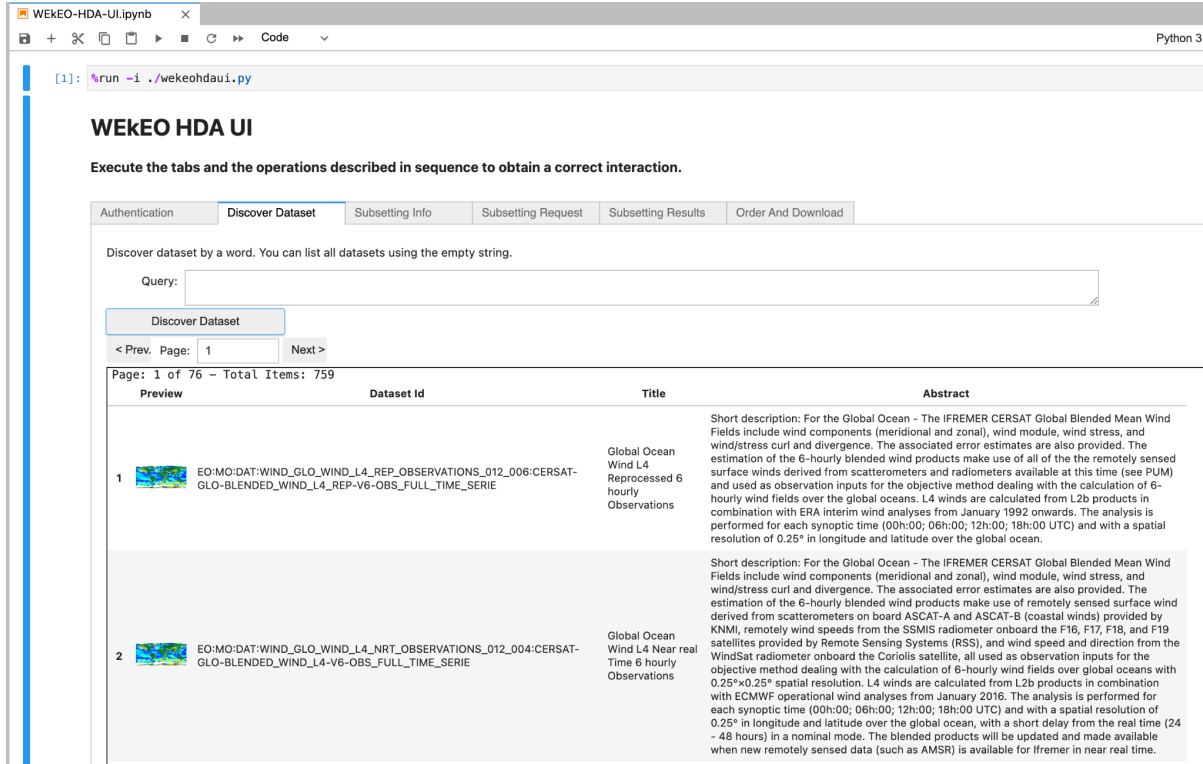 WEkEO-HDA-UI.ipynb
Code
Python 3
[1]: %run -i ./wekeohdaui.py
WEkEO HDA UI
Execute the tabs and the operations described in sequence to obtain a correct interaction.
Authentication Discover Dataset Subsetting Info Subsetting Request Subsetting Results Order And Download
Discover dataset by a word. You can list all datasets using the empty string.
Query:
Discover Dataset
< Prev. Page: 1 Next >
Page: 1 of 76 – Total Items: 759
Preview Dataset Id Title Abstract
1
EO:MO:DAT:WIND_GLO_WIND_L4_REP_OBSERVATIONS_012_006:CERSAT-
GLO-BLENDED_WIND_L4_REP-V6-OBS_FULL_TIME_SERIE
Global Ocean
Wind L4
Reprocessed 6
hourly
Observations
Short description: For the Global Ocean - The IFREMER CERSAT Global Blended Mean Wind
Fields include wind components (meridional and zonal), wind module, wind stress, and
wind/stress curl and divergence. The associated error estimates are also provided. The
estimation of the 6-hourly blended wind products make use of all of the the remotely sensed
surface winds derived from scatterometers and radiometers available at this time (see PUM)
and used as observation inputs for the objective method dealing with the calculation of 6-
hourly wind fields over the global oceans. L4 winds are calculated from L2b products in
combination with ERA interim wind analyses from January 1992 onwards. The analysis is
performed for each synoptic time (00h:00; 06h:00; 12h:00; 18h:00 UTC) and with a spatial
resolution of 0.25° in longitude and latitude over the global ocean.
2
EO:MO:DAT:WIND_GLO_WIND_L4_NRT_OBSERVATIONS_012_004:CERSAT-
GLO-BLENDED_WIND_L4-V6-OBS_FULL_TIME_SERIE
Global Ocean
Wind L4 Near real
Time 6 hourly
Observations
Short description: For the Global Ocean - The IFREMER CERSAT Global Blended Mean Wind
Fields include wind components (meridional and zonal), wind module, wind stress, and
wind/stress curl and divergence. The associated error estimates are also provided. The
estimation of the 6-hourly blended wind products make use of remotely sensed surface wind
derived from scatterometers on board ASCAT-A and ASCAT-B (coastal winds) provided by
KNMI, remotely wind speeds from the SSMIS radiometer onboard the F16, F17, F18, and F19
satellites provided by Remote Sensing Systems (RSS), and wind speed and direction from the
WindSat radiometer onboard the Coriolis satellite, all used as observation inputs for the
objective method dealing with the calculation of 6-hourly wind fields over global oceans with
0.25°×0.25° spatial resolution. L4 winds are calculated from L2b products in combination
with ECMWF operational wind analyses from January 2016. The analysis is performed for
each synoptic time (00h:00; 06h:00; 12h:00; 18h:00 UTC) and with a spatial resolution of
0.25° in longitude and latitude over the global ocean, with a short delay from the real time (24
- 48 hours) in a nominal mode. The blended products will be updated and made available
when new remotely sensed data (such as AMSR) is available for Ifremer in near real time.